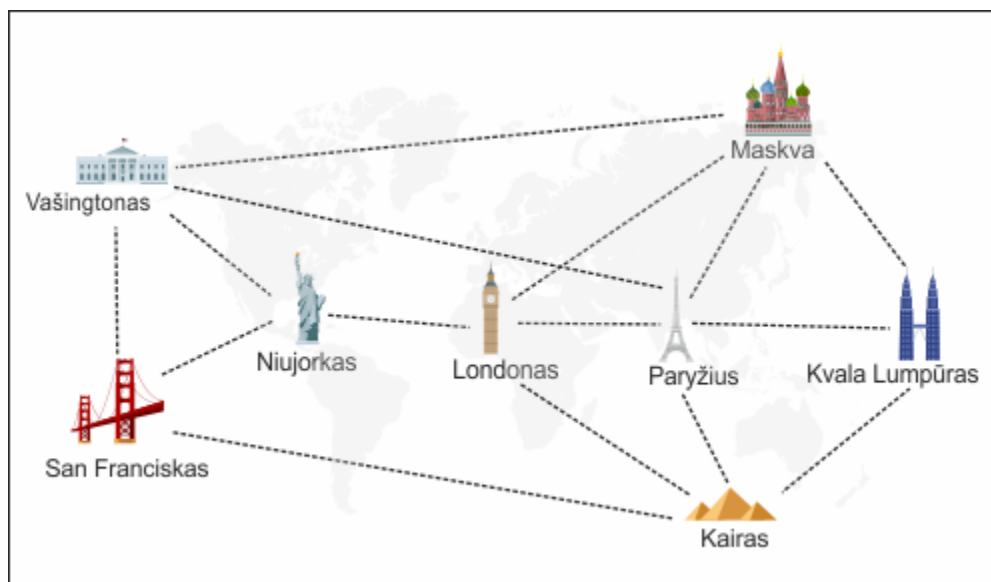 Maskva
Vašingtonas
Niujorkas
Londonas
Paryžius
Kvala Lumpūras
San Franciskas
Kairas